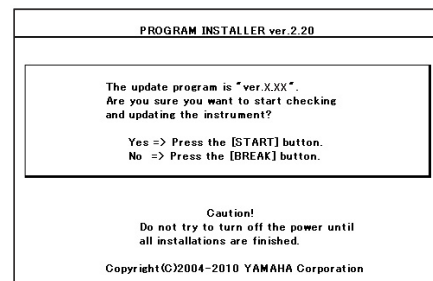 PROGRAM INSTALLER ver.2.20
The update program is "ver.X.XX".
Are you sure you want to start checking
and updating the instrument?
Yes => Press the [START] button.
No => Press the [BREAK] button.
Caution!
Do not try to turn off the power until
all installations are finished.
Copyright(C)2004-2010 YAMAHA Corporation